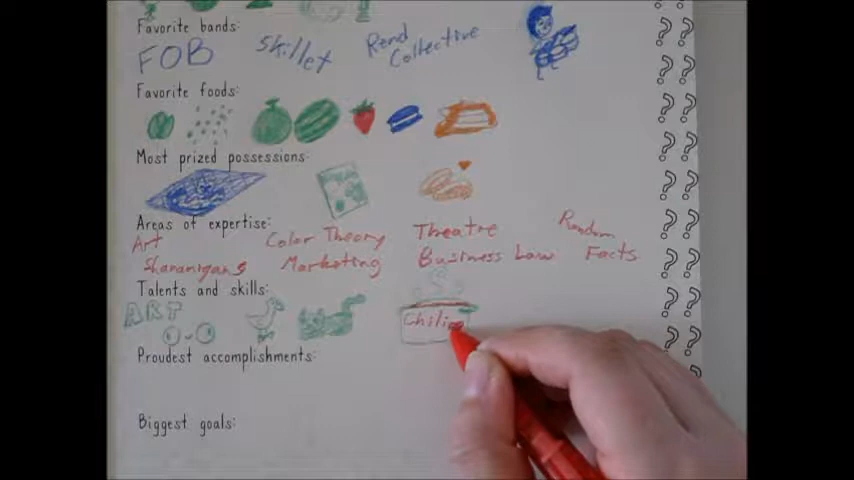 Favorite bands:
FOB Skillet Rend Collective
Favorite foods:
Most prized possessions:
Areas of expertise:
Art Color Theory Theatre Random Facts
Shananigans Marketing Business Law
Talents and skills:
ART
Chili
Proudest accomplishments:
Biggest goals: